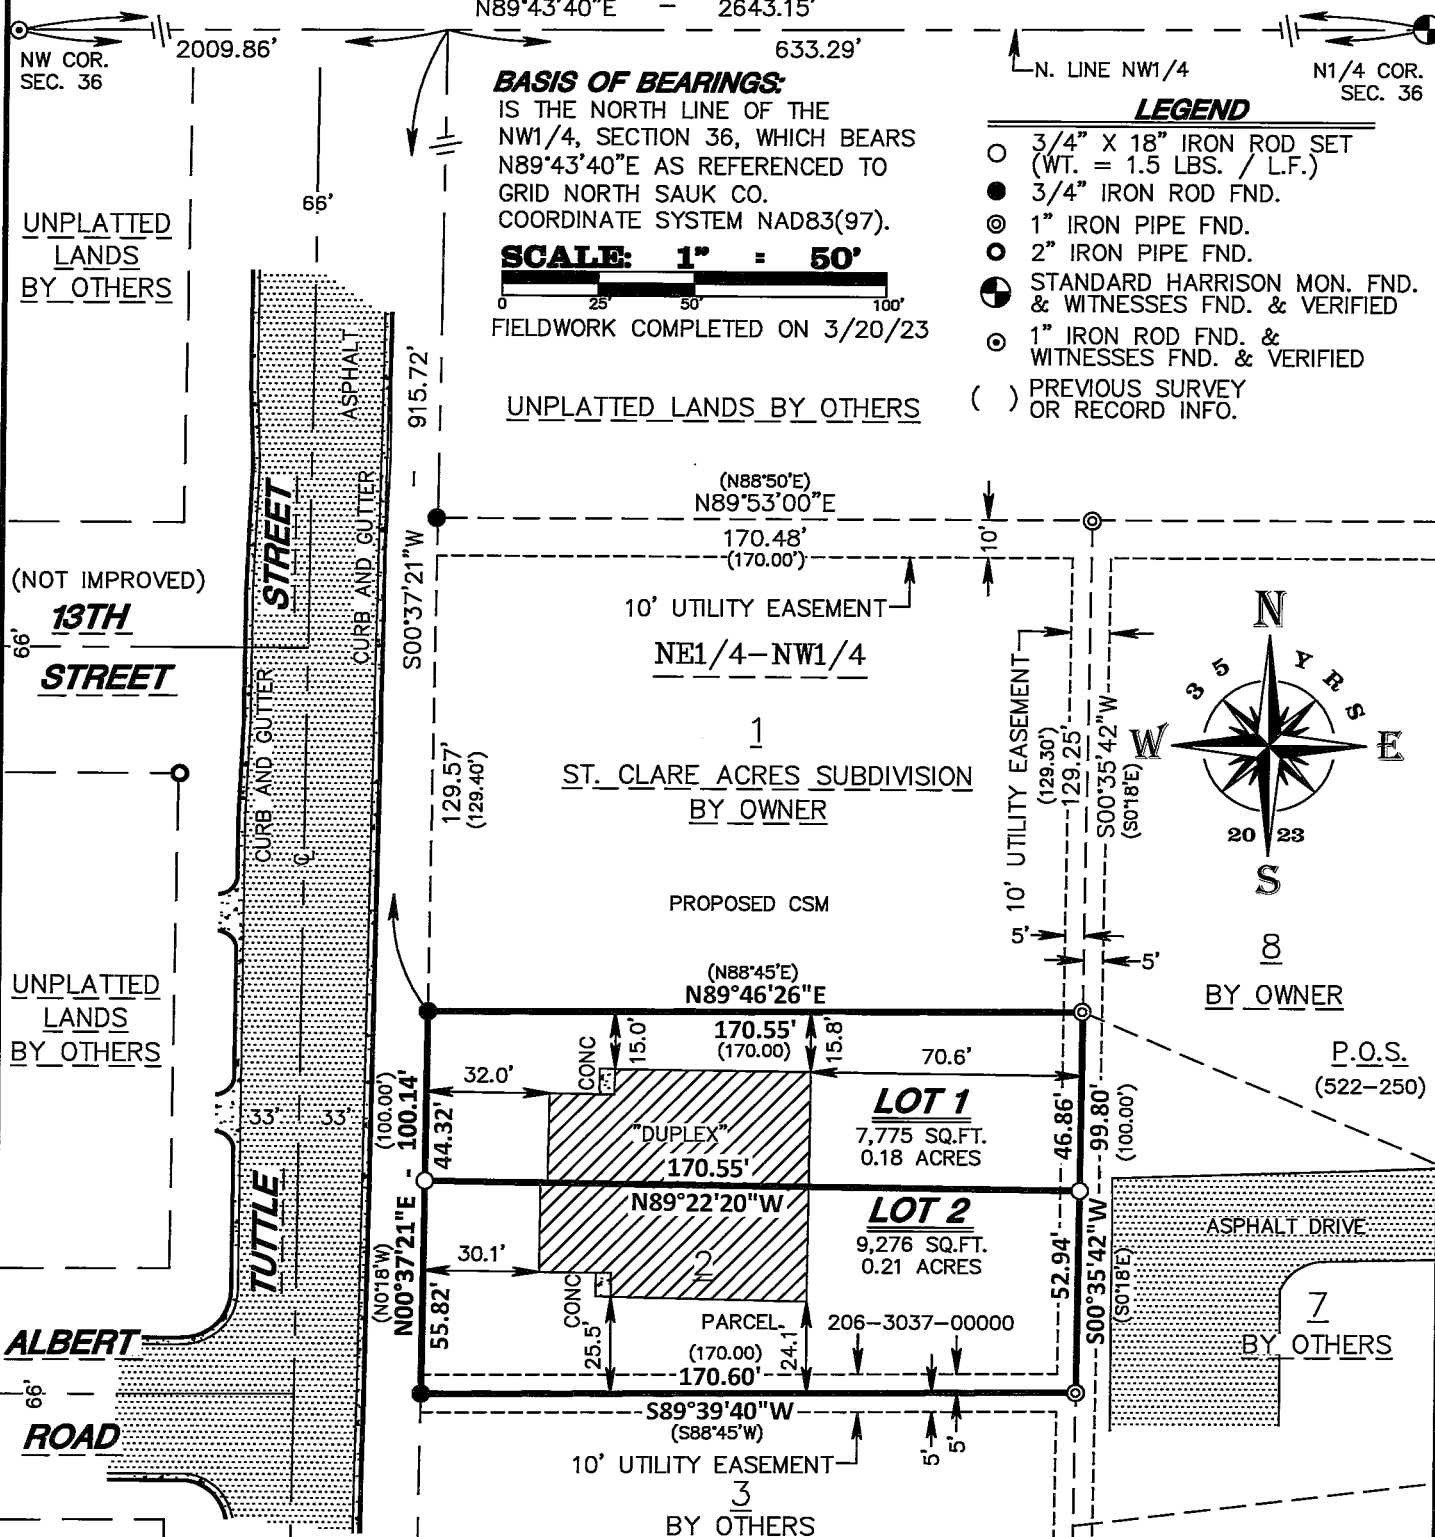 N89°43'40"E - 2643.15'
2009.86'
633.29'
NW COR.
SEC. 36
N. LINE NW1/4
N1/4 COR.
SEC. 36
BASIS OF BEARINGS:
IS THE NORTH LINE OF THE
NW1/4, SECTION 36, WHICH BEARS
N89°43'40"E AS REFERENCED TO
GRID NORTH SAUK CO.
COORDINATE SYSTEM NAD83(97).
SCALE: 1" = 50'
0 25' 50' 100'
FIELDWORK COMPLETED ON 3/20/23
LEGEND
3/4" X 18" IRON ROD SET
(WT. = 1.5 LBS. / L.F.)
3/4" IRON ROD FND.
1" IRON PIPE FND.
2" IRON PIPE FND.
STANDARD HARRISON MON. FND.
& WITNESSES FND. & VERIFIED
1" IRON ROD FND. &
WITNESSES FND. & VERIFIED
( ) PREVIOUS SURVEY
OR RECORD INFO.
66'
UNPLATTED
LANDS
BY OTHERS
ASPHALT
S00°37'21"W - 915.72'
UNPLATTED LANDS BY OTHERS
(N88°50'E)
N89°53'00"E
170.48'
(170.00')
10'
10' UTILITY EASEMENT
NE1/4-NW1/4
1
ST. CLARE ACRES SUBDIVISION
BY OWNER
PROPOSED CSM
STREET
CURB AND GUTTER
(NOT IMPROVED)
13TH
66'
STREET
CURB AND GUTTER
℄
129.57'
(129.40')
10' UTILITY EASEMENT
(129.30')
129.25'
S00°35'42"W
(S0°18'E)
5'
5'
N
35 YRS
W
E
20 23
S
8
BY OWNER
P.O.S.
(522-250)
UNPLATTED
LANDS
BY OTHERS
33'
33'
TUTTLE
(N88°45'E)
N89°46'26"E
170.55'
(170.00)
15.0'
15.8'
CONC
32.0'
70.6'
LOT 1
7,775 SQ.FT.
0.18 ACRES
"DUPLEX"
170.55'
N89°22'20"W
LOT 2
9,276 SQ.FT.
0.21 ACRES
2
30.1'
CONC
25.5'
24.1
PARCEL
206-3037-00000
(170.00)
170.60'
S89°39'40"W
(S88°45'W)
(100.00')
N00°37'21"E - 100.14'
(N0°18'W)
44.32'
55.82'
46.86'
52.94'
99.80'
(100.00')
S00°35'42"W
(S0°18'E)
ASPHALT DRIVE
7
BY OTHERS
ALBERT
66'
ROAD
10' UTILITY EASEMENT
5'
5'
3
BY OTHERS